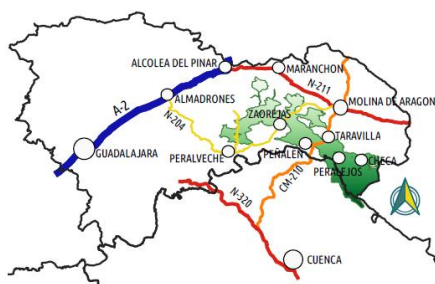 ALCOLEA DEL PINAR
MARANCHON
N-211
A-2
ALMADRONES
MOLINA DE ARAGON
ZAOREJAS
N-204
TARAVILLA
GUADALAJARA
PERALVECHE
PEÑALEN
CHECA
PERALEJOS
N-320
CM-210
CUENCA